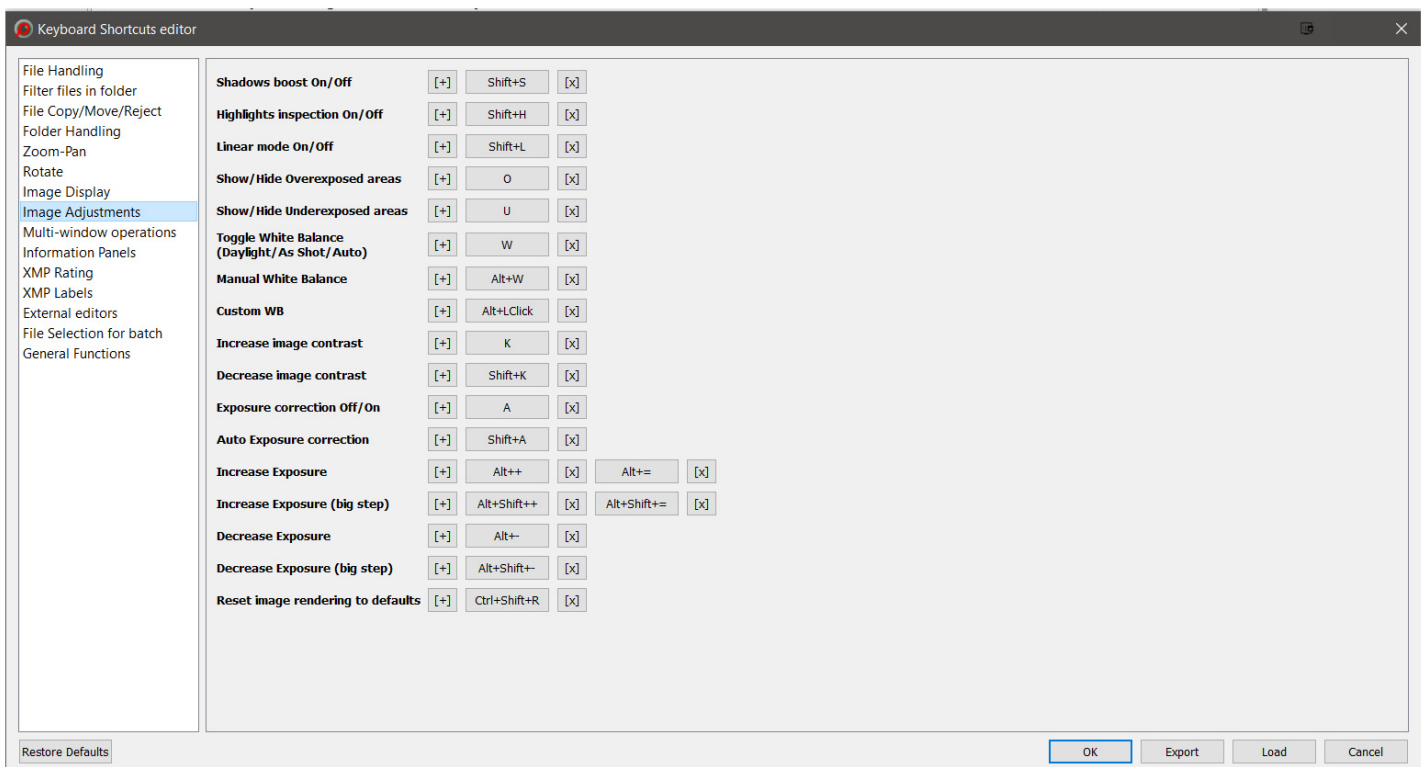 Keyboard Shortcuts editor
File Handling
Filter files in folder
File Copy/Move/Reject
Folder Handling
Zoom-Pan
Rotate
Image Display
Image Adjustments
Multi-window operations
Information Panels
XMP Rating
XMP Labels
External editors
File Selection for batch
General Functions
Shadows boost On/Off [+] Shift+S [x]
Highlights inspection On/Off [+] Shift+H [x]
Linear mode On/Off [+] Shift+L [x]
Show/Hide Overexposed areas [+] O [x]
Show/Hide Underexposed areas [+] U [x]
Toggle White Balance
(Daylight/As Shot/Auto) [+] W [x]
Manual White Balance [+] Alt+W [x]
Custom WB [+] Alt+LClick [x]
Increase image contrast [+] K [x]
Decrease image contrast [+] Shift+K [x]
Exposure correction Off/On [+] A [x]
Auto Exposure correction [+] Shift+A [x]
Increase Exposure [+] Alt++ [x] Alt+= [x]
Increase Exposure (big step) [+] Alt+Shift++ [x] Alt+Shift+= [x]
Decrease Exposure [+] Alt+- [x]
Decrease Exposure (big step) [+] Alt+Shift+- [x]
Reset image rendering to defaults [+] Ctrl+Shift+R [x]
Restore Defaults OK Export Load Cancel